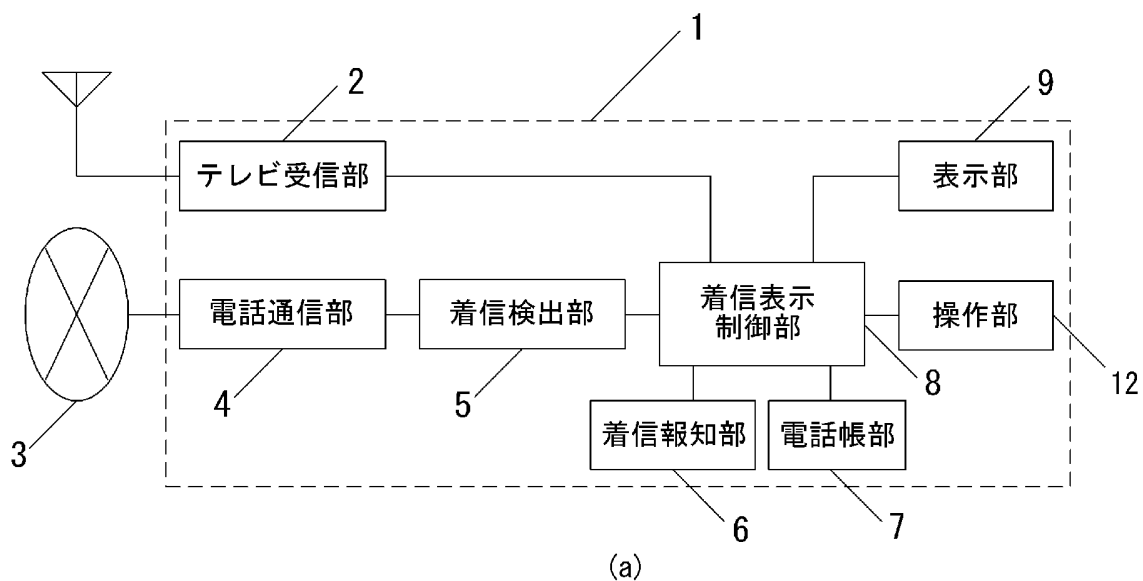 1
2
9
テレビ受信部
表示部
電話通信部
着信検出部
着信表示
制御部
操作部
3
4
5
8
12
着信報知部
電話帳部
6
7
(a)